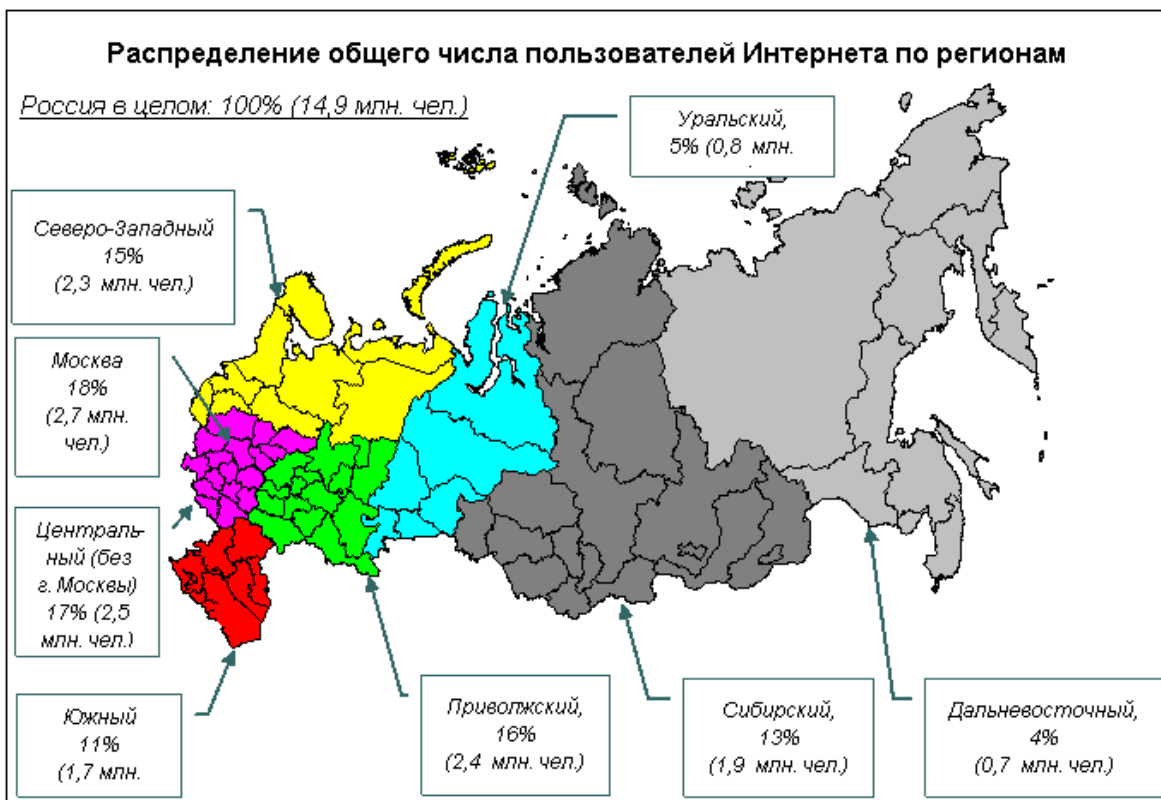 Распределение общего числа пользователей Интернета по регионам
Россия в целом: 100% (14,9 млн. чел.)
Уральский,
5% (0,8 млн.
Северо-Западный
15%
(2,3 млн. чел.)
Москва
18%
(2,7 млн.
чел.)
Централь-
ный (без
г. Москвы)
17% (2,5
млн. чел.)
Южный
11%
(1,7 млн.
Приволжский,
16%
(2,4 млн. чел.)
Сибирский,
13%
(1,9 млн. чел.)
Дальневосточный,
4%
(0,7 млн. чел.)